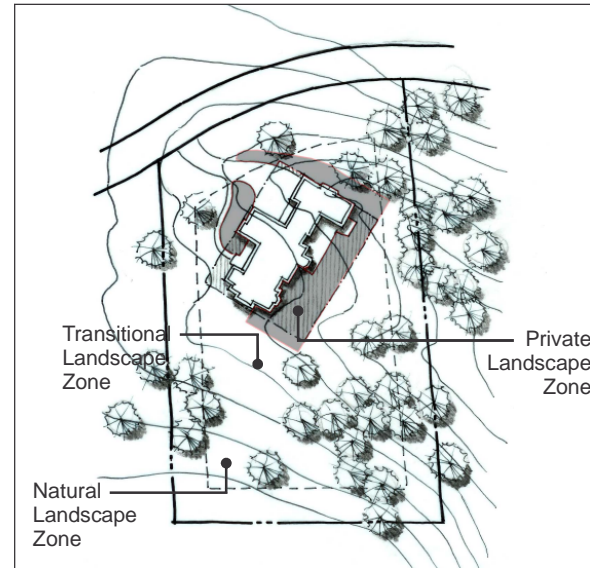 Transitional
Landscape
Zone
Private
Landscape
Zone
Natural
Landscape
Zone